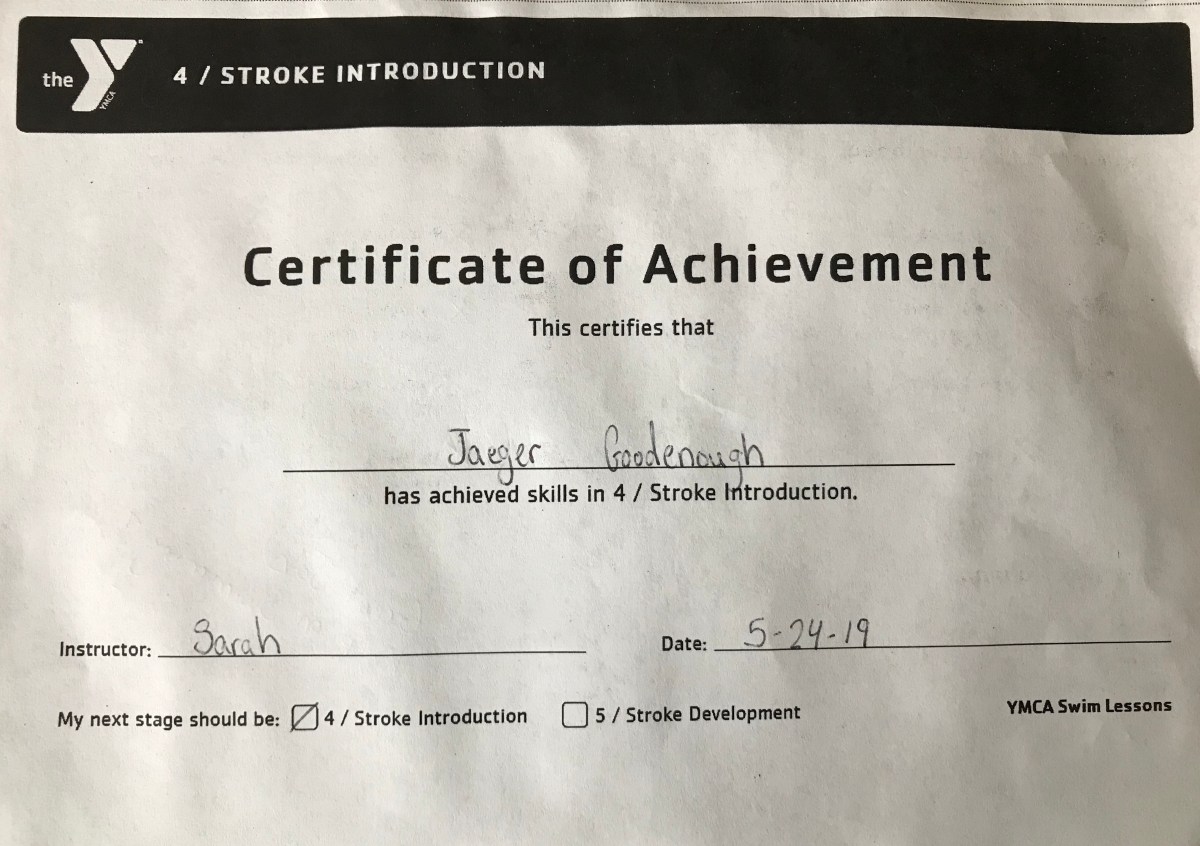 the Y YMCA 4 / STROKE INTRODUCTION
Certificate of Achievement
This certifies that
Jaeger Goodenough
has achieved skills in 4 / Stroke Introduction.
Instructor: Sarah Date: 5-24-19
My next stage should be: 4 / Stroke Introduction 5 / Stroke Development YMCA Swim Lessons